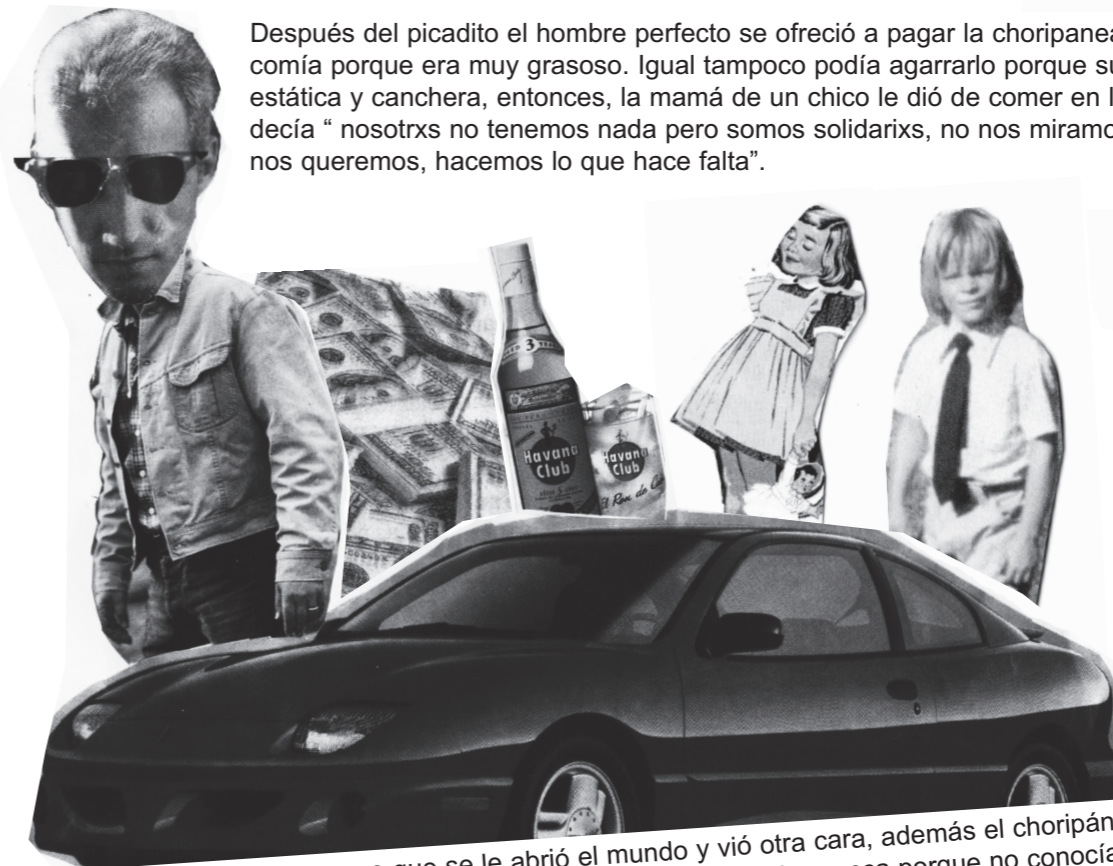 Después del picadito el hombre perfecto se ofreció a pagar la choripanea
comía porque era muy grasoso. Igual tampoco podía agarrarlo porque su
estática y canchera, entonces, la mamá de un chico le dió de comer en l
decía “ nosotrxs no tenemos nada pero somos solidarixs, no nos miramo
nos queremos, hacemos lo que hace falta”.
3
Havana
Club
Havana
Club
El Ron de
que se le abrió el mundo y vió otra cara, además el choripán
porque no conocía